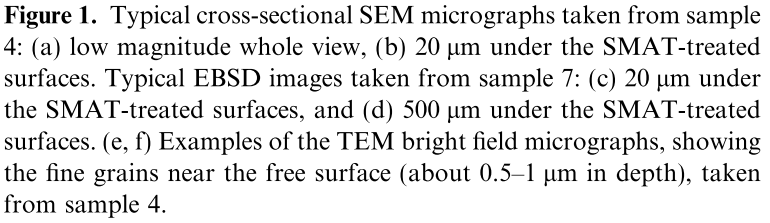 Figure 1. Typical cross-sectional SEM micrographs taken from sample
4: (a) low magnitude whole view, (b) 20 μm under the SMAT-treated
surfaces. Typical EBSD images taken from sample 7: (c) 20 μm under
the SMAT-treated surfaces, and (d) 500 μm under the SMAT-treated
surfaces. (e, f) Examples of the TEM bright field micrographs, showing
the fine grains near the free surface (about 0.5–1 μm in depth), taken
from sample 4.